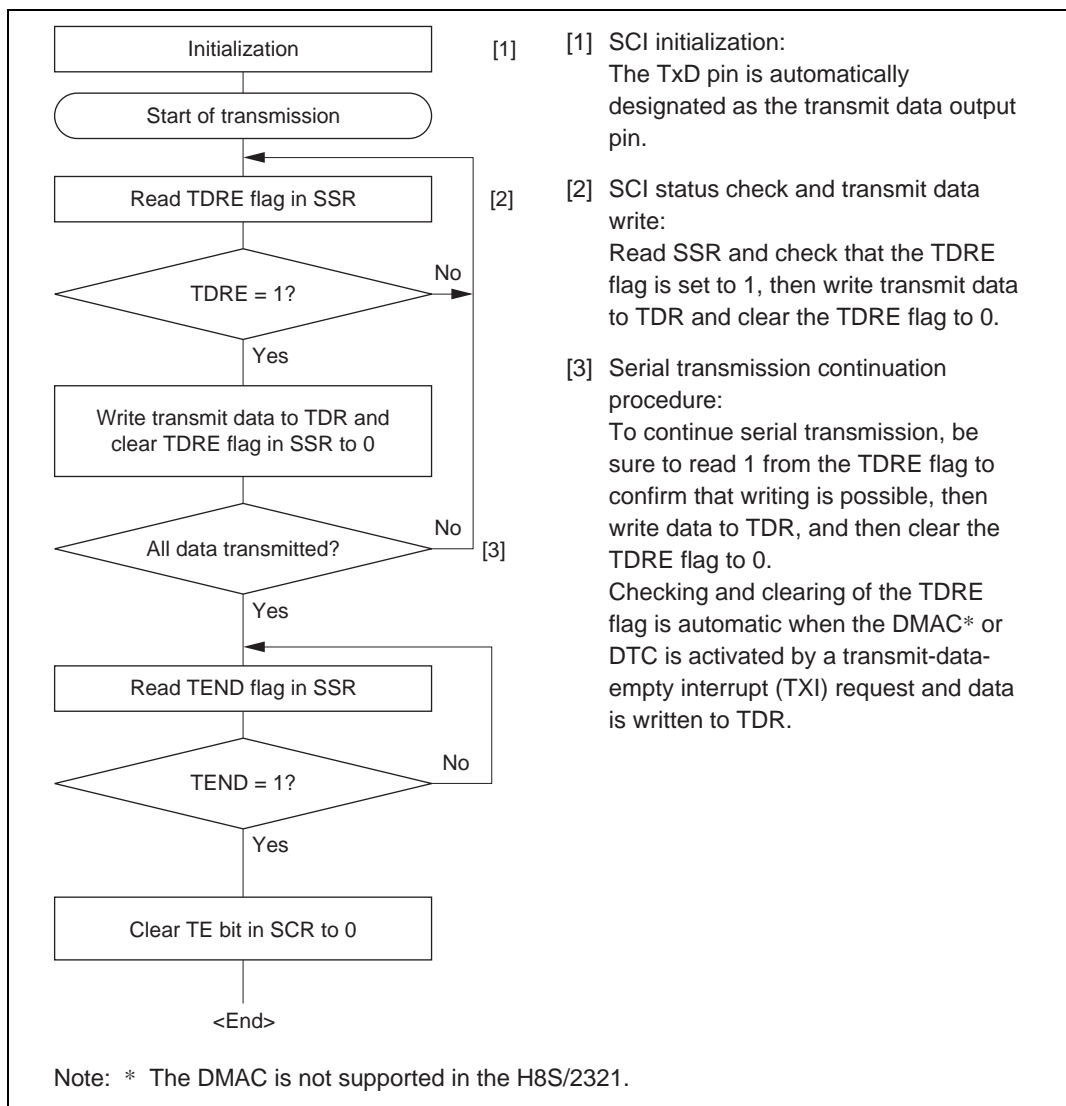 Initialization
[1]
Start of transmission
Read TDRE flag in SSR
[2]
TDRE = 1?
No
Yes
Write transmit data to TDR and
clear TDRE flag in SSR to 0
All data transmitted?
No
[3]
Yes
Read TEND flag in SSR
TEND = 1?
No
Yes
Clear TE bit in SCR to 0
<End>
[1] SCI initialization:
The TxD pin is automatically
designated as the transmit data output
pin.
[2] SCI status check and transmit data
write:
Read SSR and check that the TDRE
flag is set to 1, then write transmit data
to TDR and clear the TDRE flag to 0.
[3] Serial transmission continuation
procedure:
To continue serial transmission, be
sure to read 1 from the TDRE flag to
confirm that writing is possible, then
write data to TDR, and then clear the
TDRE flag to 0.
Checking and clearing of the TDRE
flag is automatic when the DMAC* or
DTC is activated by a transmit-data-
empty interrupt (TXI) request and data
is written to TDR.
Note: * The DMAC is not supported in the H8S/2321.